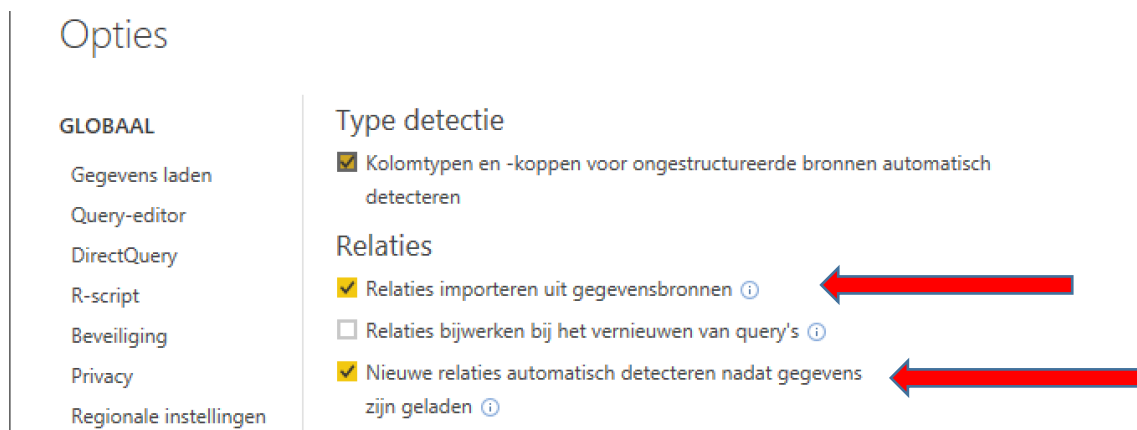 Opties
GLOBAAL
Gegevens laden
Query-editor
DirectQuery
R-script
Beveiliging
Privacy
Regionale instellingen
Type detectie
Kolomtypen en -koppen voor ongestructureerde bronnen automatisch
detecteren
Relaties
Relaties importeren uit gegevensbronnen
Relaties bijwerken bij het vernieuwen van query's
Nieuwe relaties automatisch detecteren nadat gegevens
zijn geladen